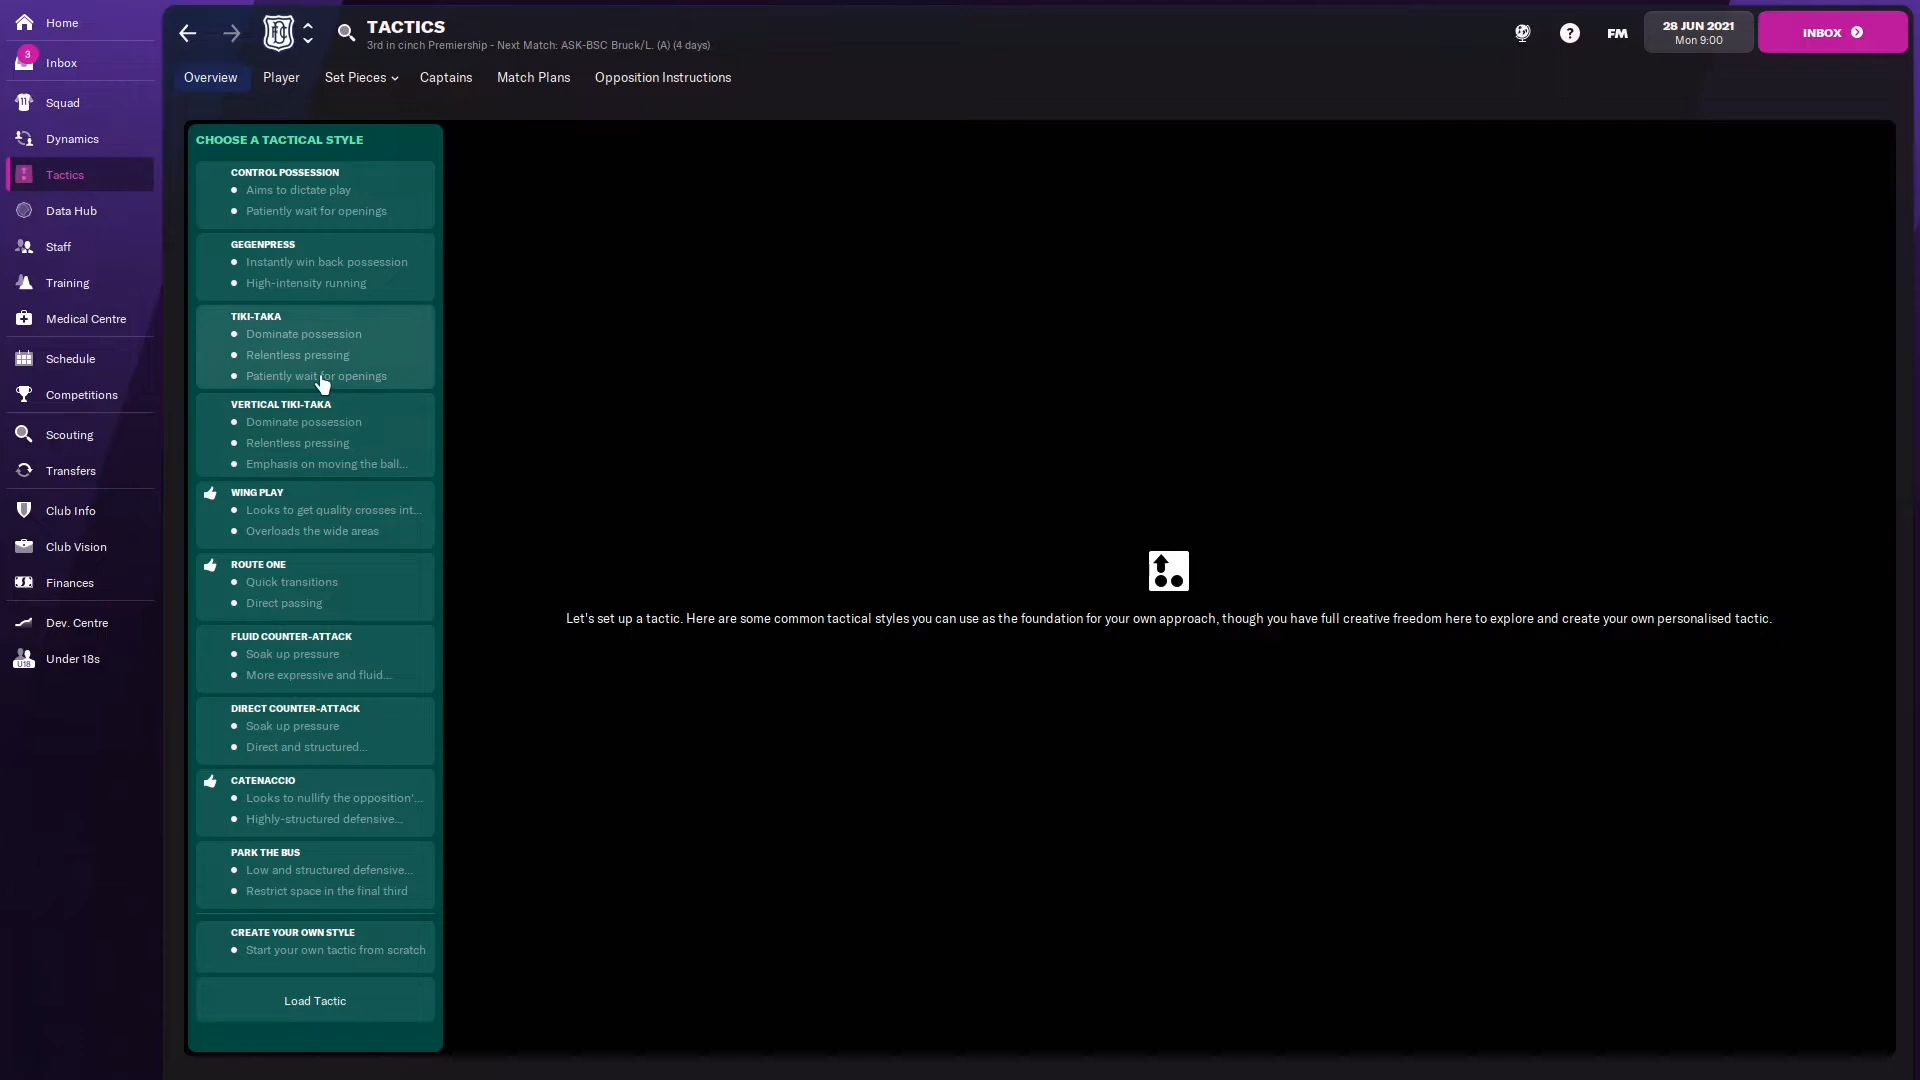 Home
3
Inbox
Squad
Dynamics
Tactics
Data Hub
Staff
Training
Medical Centre
Schedule
Competitions
Scouting
Transfers
Club Info
Club Vision
Finances
Dev. Centre
U18
Under 18s
TACTICS
3rd in cinch Premiership - Next Match: ASK-BSC Bruck/L. (A) (4 days)
?
FM
28 JUN 2021
Mon 9:00
INBOX
Overview
Player
Set Pieces
Captains
Match Plans
Opposition Instructions
CHOOSE A TACTICAL STYLE
CONTROL POSSESSION
Aims to dictate play
Patiently wait for openings
GEGENPRESS
Instantly win back possession
High-intensity running
TIKI-TAKA
Dominate possession
Relentless pressing
Patiently wait for openings
VERTICAL TIKI-TAKA
Dominate possession
Relentless pressing
Emphasis on moving the ball...
WING PLAY
Looks to get quality crosses int...
Overloads the wide areas
ROUTE ONE
Quick transitions
Direct passing
FLUID COUNTER-ATTACK
Soak up pressure
More expressive and fluid...
DIRECT COUNTER-ATTACK
Soak up pressure
Direct and structured...
CATENACCIO
Looks to nullify the opposition'...
Highly-structured defensive...
PARK THE BUS
Low and structured defensive...
Restrict space in the final third
CREATE YOUR OWN STYLE
Start your own tactic from scratch
Load Tactic
Let's set up a tactic. Here are some common tactical styles you can use as the foundation for your own approach, though you have full creative freedom here to explore and create your own personalised tactic.